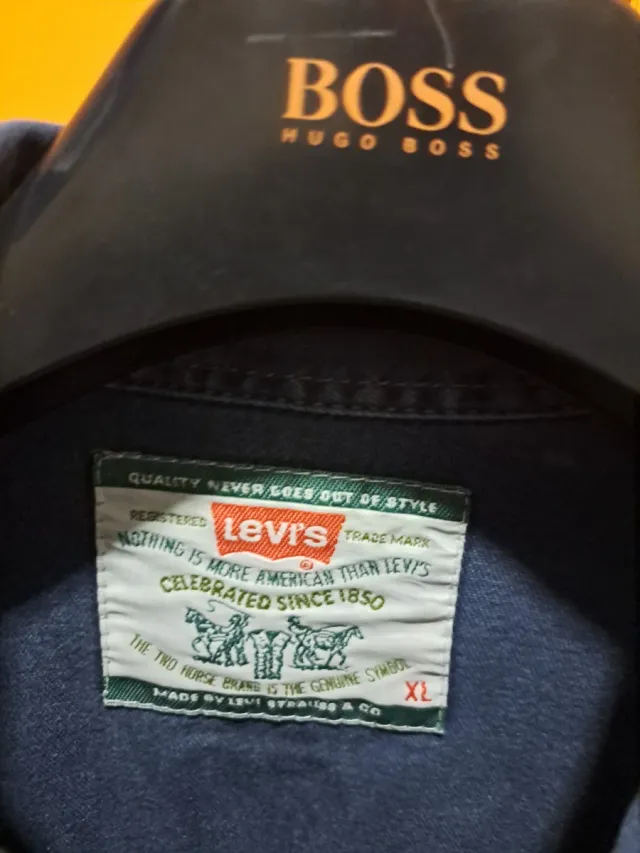 BOSS
HUGO BOSS
QUALITY NEVER GOES OUT OF STYLE
REGISTERED Levi's TRADE MARK
®
NOTHING IS MORE AMERICAN THAN LEVI'S
CELEBRATED SINCE 1850
THE TWO HORSE BRAND IS THE GENUINE SYMBOL
XL
MADE BY LEVI STRAUSS & CO